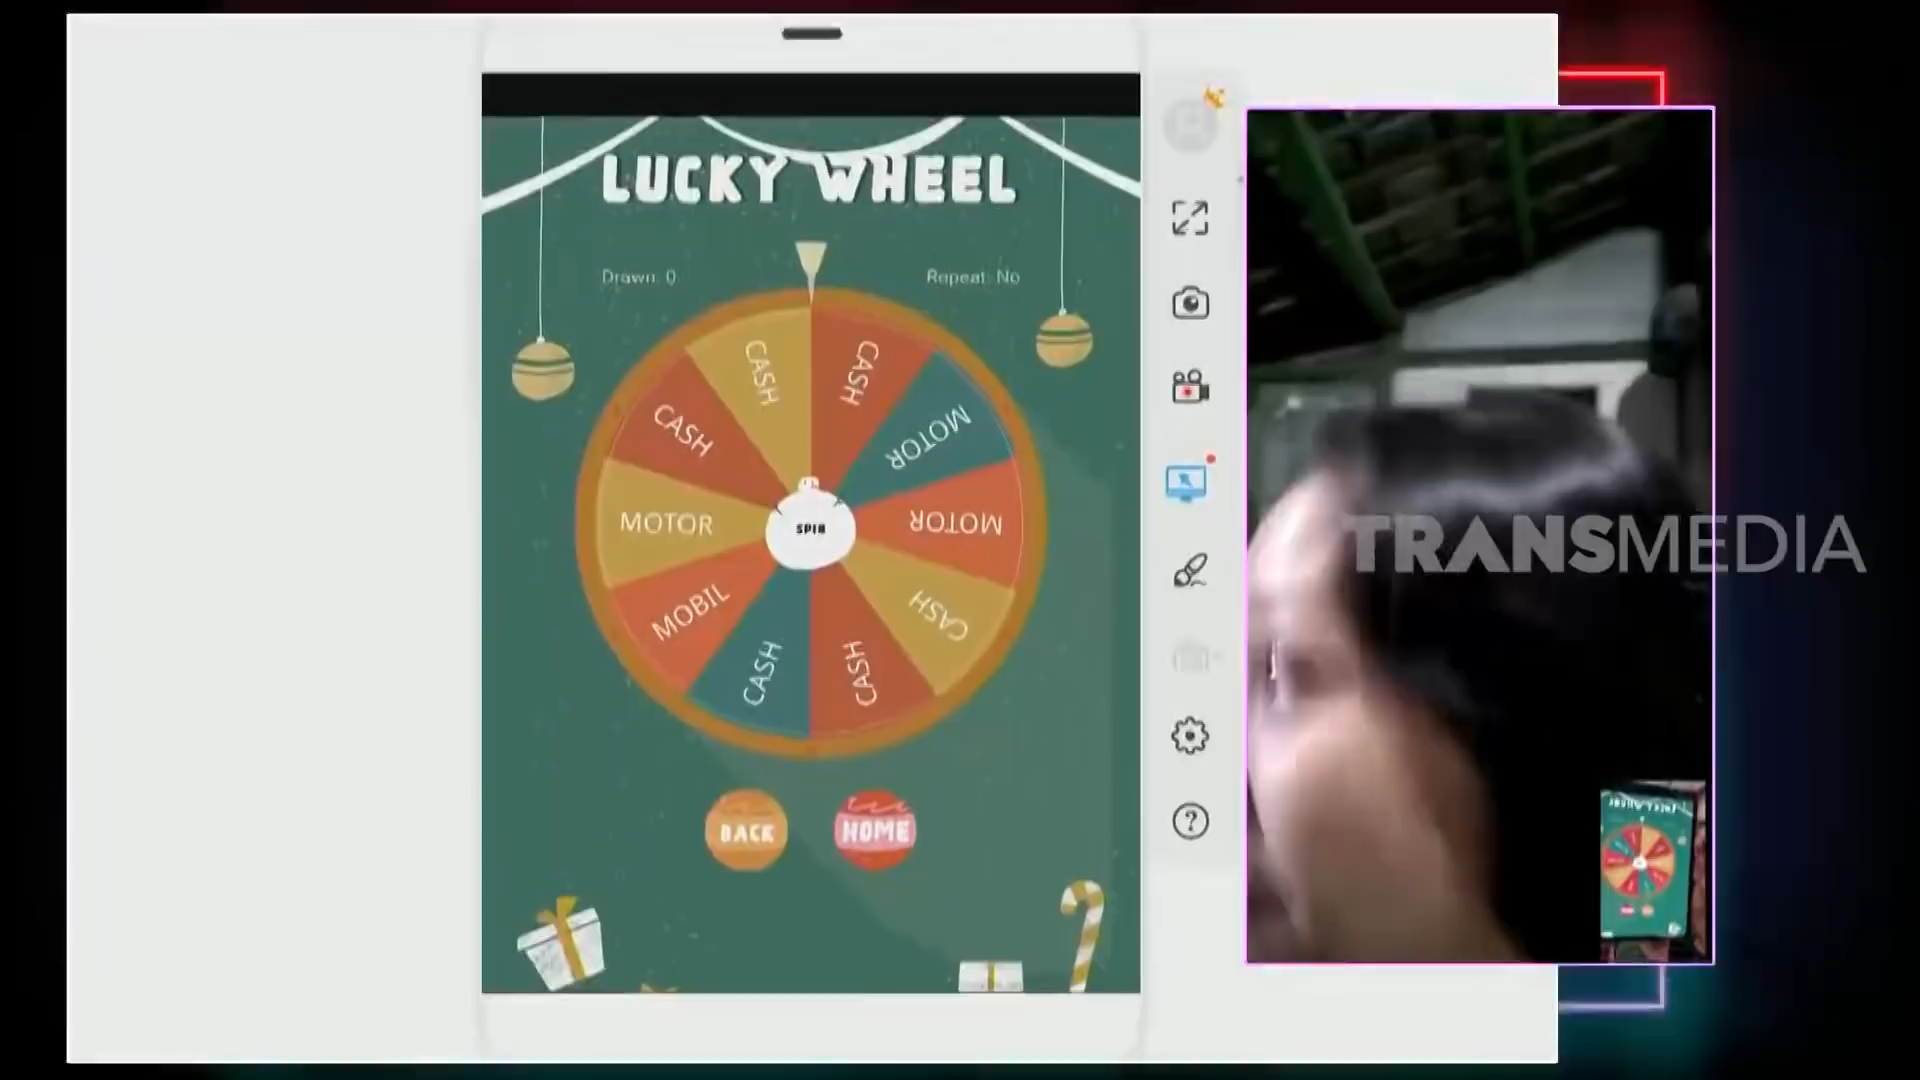 LUCKY WHEEL
Drawn: 0
Repeat: No
CASH
CASH
MOTOR
MOTOR
CASH
CASH
CASH
MOBIL
MOTOR
CASH
SPIN
BACK
HOME
?
TRANSMEDIA